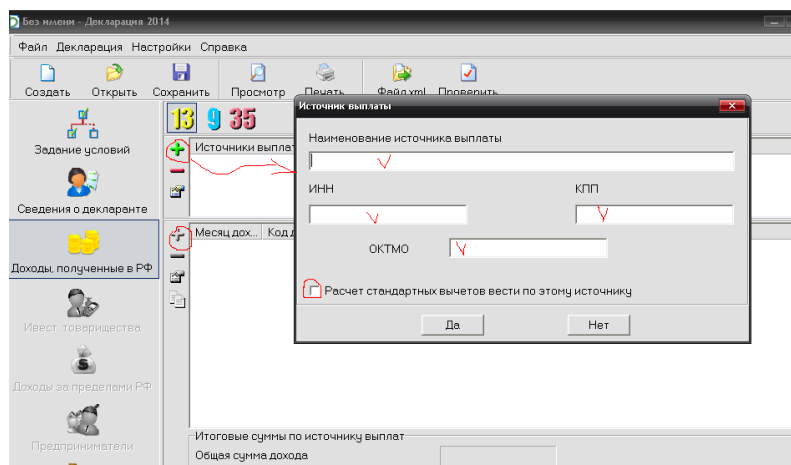 Без имени - Декларация 2014
Файл Декларация Настройки Справка
Создать Открыть Сохранить Просмотр Печать Файл xml Проверить
13 9 35
Источник выплаты
Задание условий
Источники выплат
Наименование источника выплаты
ИНН КПП
Сведения о декларанте
Месяц дох... Код д
ОКТМО
Доходы, полученные в РФ
Расчет стандартных вычетов вести по этому источнику
Да Нет
Ивест. товарищества
Доходы за пределами РФ
Предприниматели
Итоговые суммы по источнику выплат
Общая сумма дохода